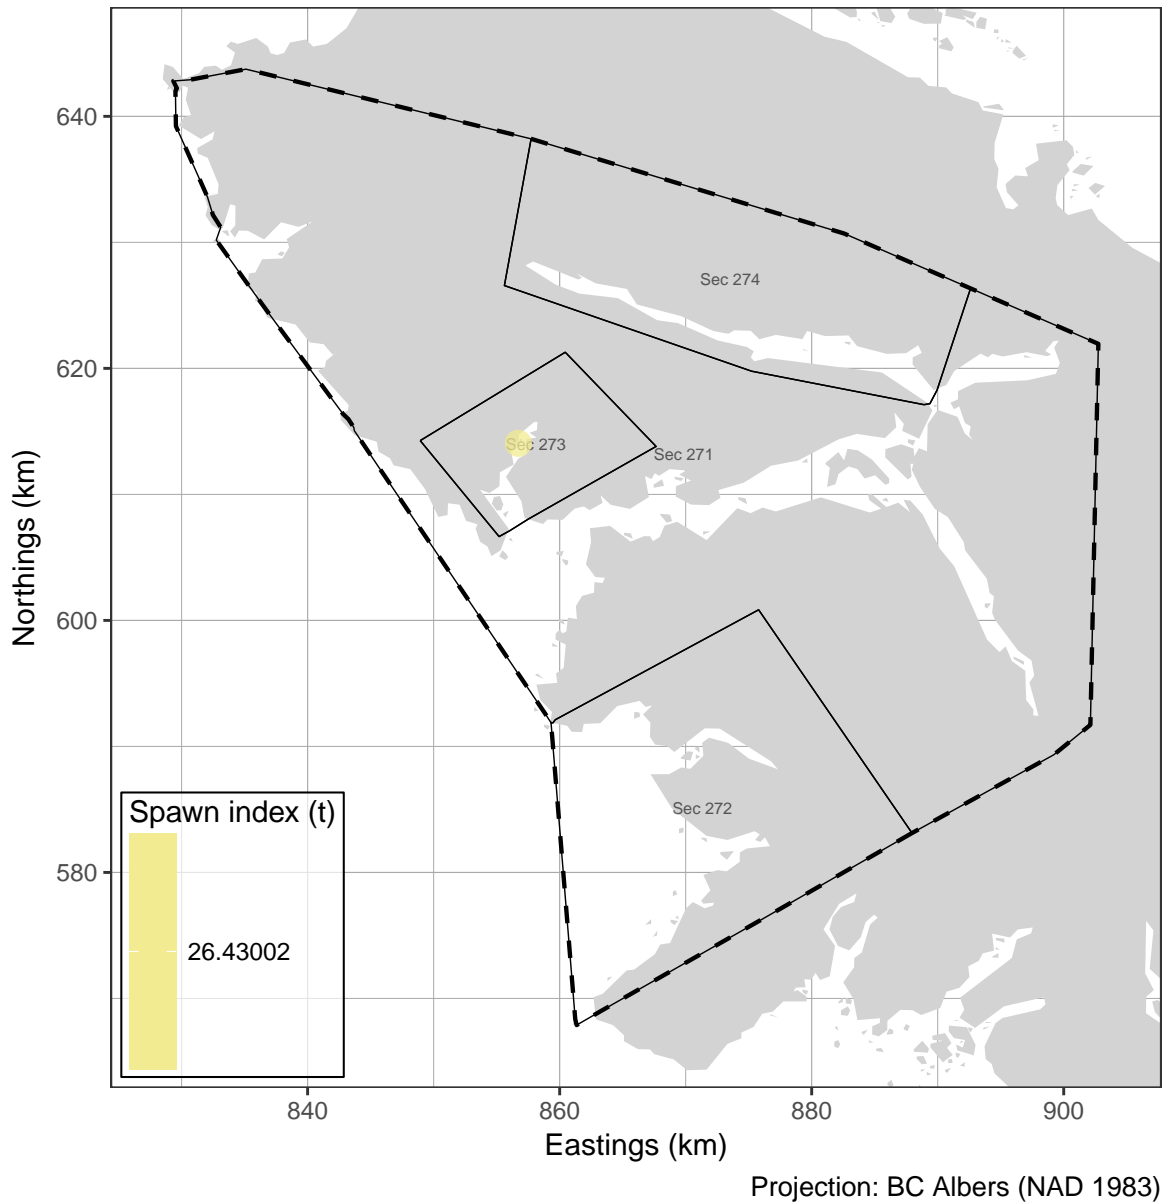 640
620
600
580
Northings (km)
Sec 274
Sec 273
Sec 271
Sec 272
Spawn index (t)
26.43002
840
860
880
900
Eastings (km)
Projection: BC Albers (NAD 1983)